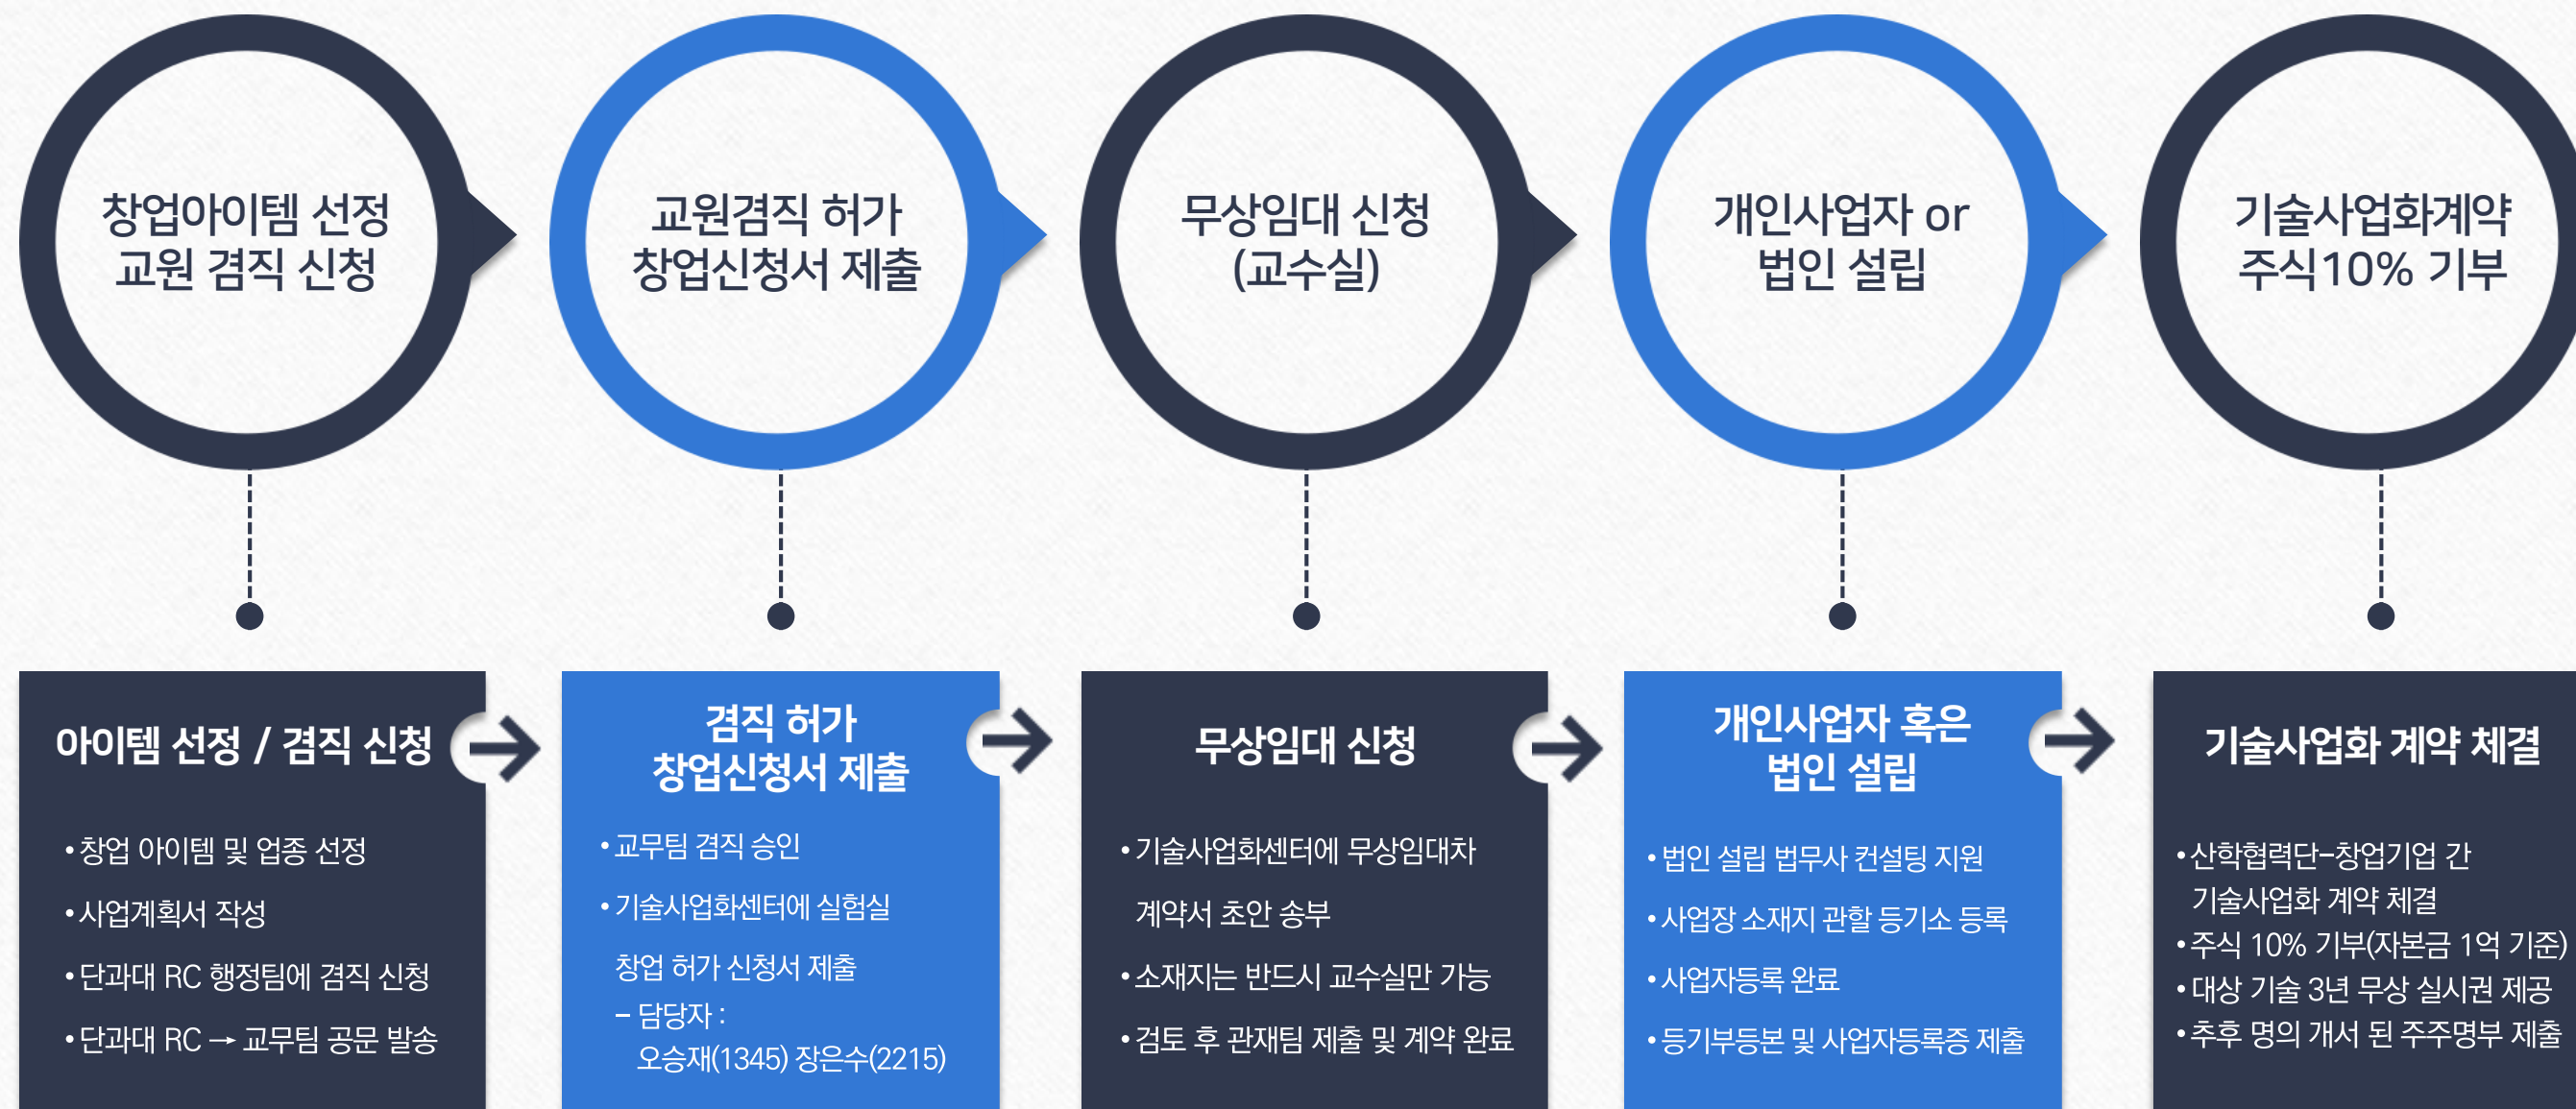 창업아이템 선정
교원 겸직 신청
교원겸직 허가
창업신청서 제출
무상임대 신청
(교수실)
개인사업자 or
법인 설립
기술사업화계약
주식10% 기부
아이템 선정 / 겸직 신청
• 창업 아이템 및 업종 선정
• 사업계획서 작성
• 단과대 RC 행정팀에 겸직 신청
• 단과대 RC → 교무팀 공문 발송
겸직 허가
창업신청서 제출
• 교무팀 겸직 승인
• 기술사업화센터에 실험실
창업 허가 신청서 제출
– 담당자 :
오승재(1345) 장은수(2215)
무상임대 신청
• 기술사업화센터에 무상임대차
계약서 초안 송부
• 소재지는 반드시 교수실만 가능
• 검토 후 관재팀 제출 및 계약 완료
개인사업자 혹은
법인 설립
• 법인 설립 법무사 컨설팅 지원
• 사업장 소재지 관할 등기소 등록
• 사업자등록 완료
• 등기부등본 및 사업자등록증 제출
기술사업화 계약 체결
• 산학협력단–창업기업 간
기술사업화 계약 체결
• 주식 10% 기부(자본금 1억 기준)
• 대상 기술 3년 무상 실시권 제공
• 추후 명의 개서 된 주주명부 제출